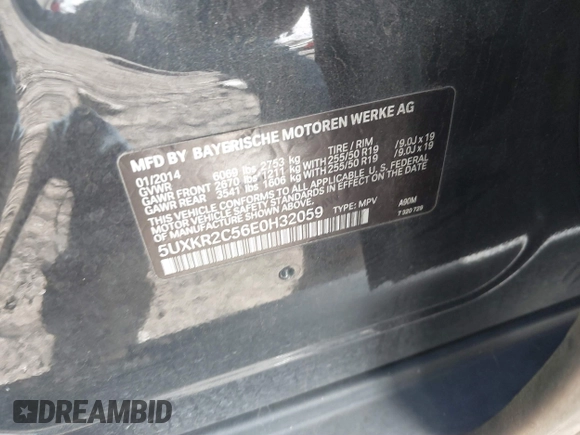 MFD BY BAYERISCHE MOTOREN WERKE AG
01/2014 TIRE / RIM
GVWR 6069 lbs 2753 kg
GAWR FRONT 2670 lbs 1211 kg WITH 255/50 R19 /9.0J x 19
GAWR REAR 3541 lbs 1606 kg WITH 255/50 R19 /9.0J x 19
THIS VEHICLE CONFORMS TO ALL APPLICABLE U.S. FEDERAL
MOTOR VEHICLE SAFETY STANDARDS IN EFFECT ON THE DATE
OF MANUFACTURE SHOWN ABOVE.
5UXKR2C56E0H32059 TYPE: MPV A90M
7 320 729
DREAMBID